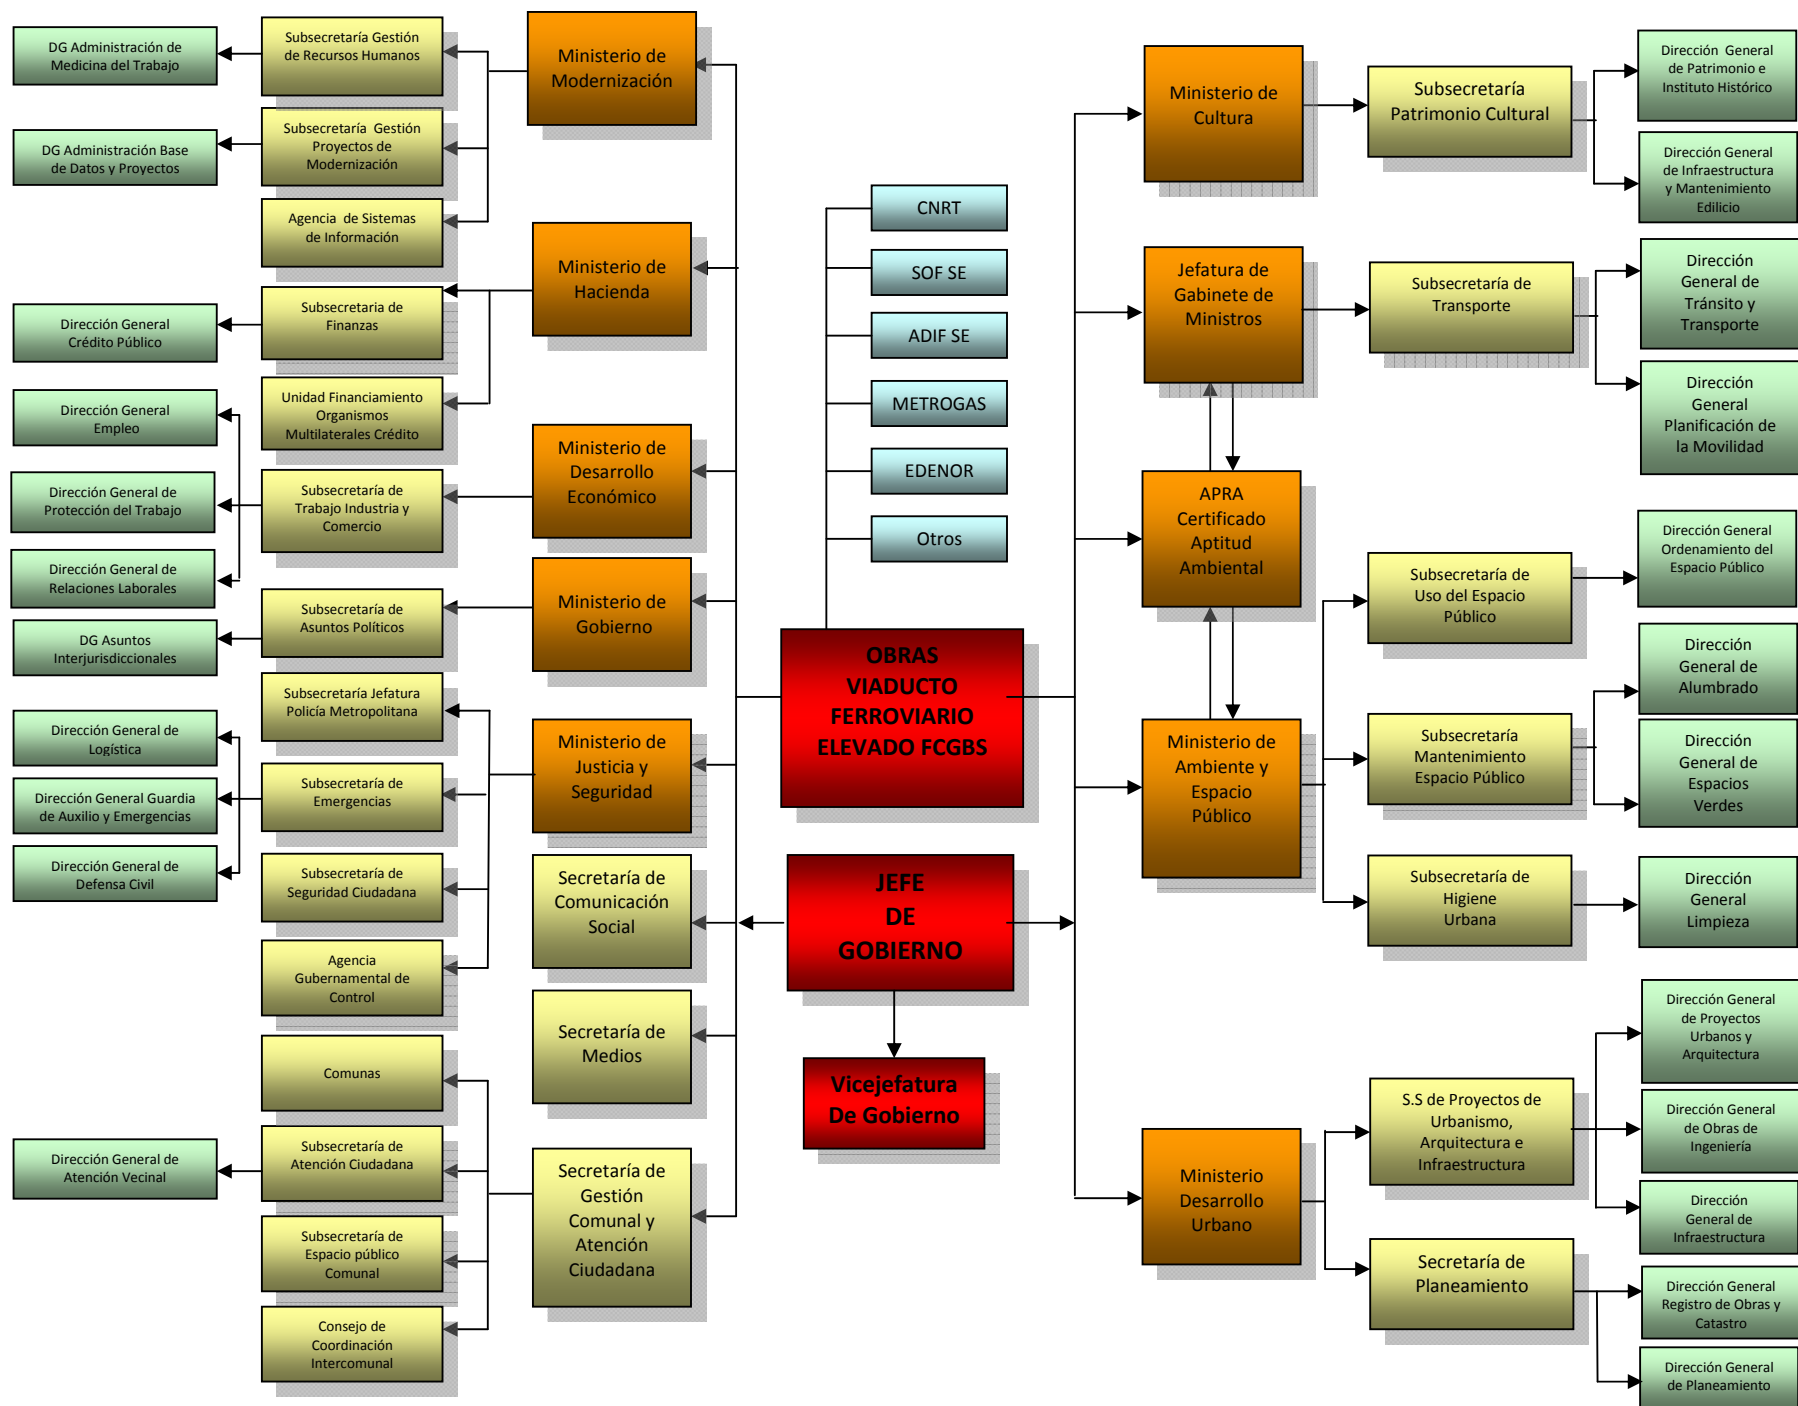 DG Administración de
Medicina del Trabajo
DG Administración Base
de Datos y Proyectos
Dirección General
Crédito Público
Dirección General
Empleo
Dirección General de
Protección del Trabajo
Dirección General de
Relaciones Laborales
DG Asuntos
Interjurisdiccionales
Dirección General de
Logística
Dirección General Guardia
de Auxilio y Emergencias
Dirección General de
Defensa Civil
Dirección General de
Atención Vecinal
Subsecretaría Gestión
de Recursos Humanos
Subsecretaría Gestión
Proyectos de
Modernización
Agencia de Sistemas
de Información
Subsecretaria de
Finanzas
Unidad Financiamiento
Organismos
Multilaterales Crédito
Subsecretaría de
Trabajo Industria y
Comercio
Subsecretaría de
Asuntos Políticos
Subsecretaría Jefatura
Policía Metropolitana
Subsecretaría de
Emergencias
Subsecretaría de
Seguridad Ciudadana
Agencia
Gubernamental de
Control
Comunas
Subsecretaría de
Atención Ciudadana
Subsecretaría de
Espacio público
Comunal
Consejo de
Coordinación
Intercomunal
Ministerio de
Modernización
Ministerio de
Hacienda
Ministerio de
Desarrollo
Económico
Ministerio de
Gobierno
Ministerio de
Justicia y
Seguridad
Secretaría de
Comunicación
Social
Secretaría de
Medios
Secretaría de
Gestión
Comunal y
Atención
Ciudadana
CNRT
SOF SE
ADIF SE
METROGAS
EDENOR
Otros
OBRAS
VIADUCTO
FERROVIARIO
ELEVADO FCGBS
JEFE
DE
GOBIERNO
Vicejefatura
De Gobierno
Ministerio de
Cultura
Jefatura de
Gabinete de
Ministros
APRA
Certificado
Aptitud
Ambiental
Ministerio de
Ambiente y
Espacio
Público
Ministerio
Desarrollo
Urbano
Subsecretaría
Patrimonio Cultural
Subsecretaría de
Transporte
Subsecretaría de
Uso del Espacio
Público
Subsecretaría
Mantenimiento
Espacio Público
Subsecretaría de
Higiene
Urbana
S.S de Proyectos de
Urbanismo,
Arquitectura e
Infraestructura
Secretaría de
Planeamiento
Dirección General
de Patrimonio e
Instituto Histórico
Dirección General
de Infraestructura
y Mantenimiento
Edilicio
Dirección
General de
Tránsito y
Transporte
Dirección
General
Planificación de
la Movilidad
Dirección General
Ordenamiento del
Espacio Público
Dirección
General de
Alumbrado
Dirección
General de
Espacios
Verdes
Dirección
General
Limpieza
Dirección General
de Proyectos
Urbanos y
Arquitectura
Dirección General
de Obras de
Ingeniería
Dirección
General de
Infraestructura
Dirección General
Registro de Obras y
Catastro
Dirección General
de Planeamiento